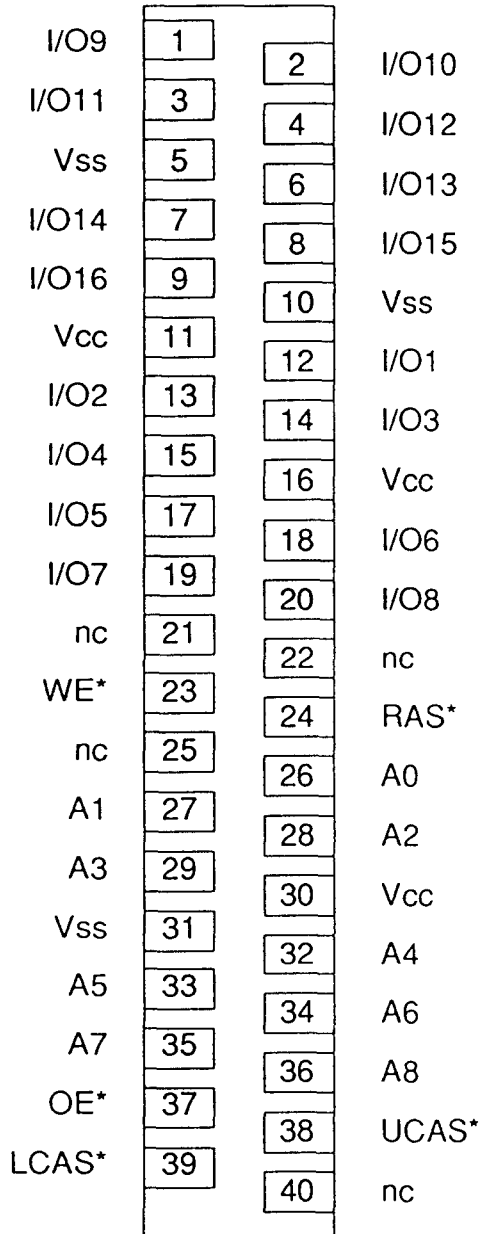 I/O9 1
2 I/O10
I/O11 3
4 I/O12
Vss 5
6 I/O13
I/O14 7
8 I/O15
I/O16 9
10 Vss
Vcc 11
12 I/O1
I/O2 13
14 I/O3
I/O4 15
16 Vcc
I/O5 17
18 I/O6
I/O7 19
20 I/O8
nc 21
22 nc
WE* 23
24 RAS*
nc 25
26 A0
A1 27
28 A2
A3 29
30 Vcc
Vss 31
32 A4
A5 33
34 A6
A7 35
36 A8
OE* 37
38 UCAS*
LCAS* 39
40 nc